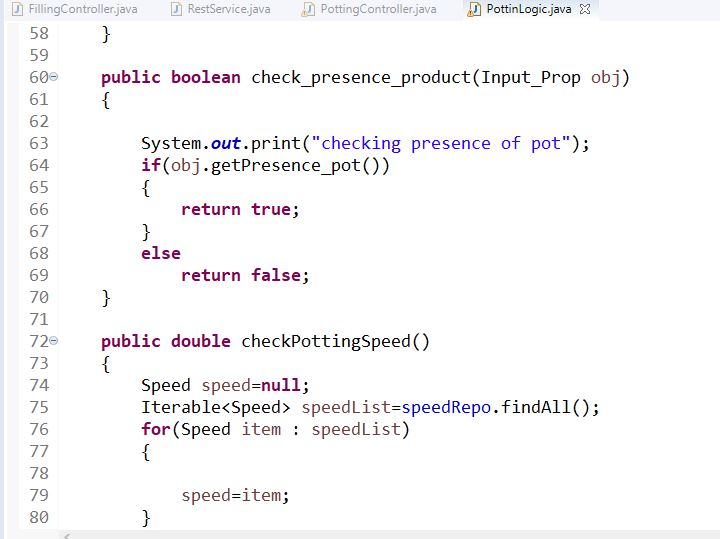 FillingController.java RestService.java PottingController.java PottinLogic.java
58 }
59
60 public boolean check_presence_product(Input_Prop obj)
61 {
62
63 System.out.print("checking presence of pot");
64 if(obj.getPresence_pot())
65 {
66 return true;
67 }
68 else
69 return false;
70 }
71
72 public double checkPottingSpeed()
73 {
74 Speed speed=null;
75 Iterable<Speed> speedList=speedRepo.findAll();
76 for(Speed item : speedList)
77 {
78
79 speed=item;
80 }